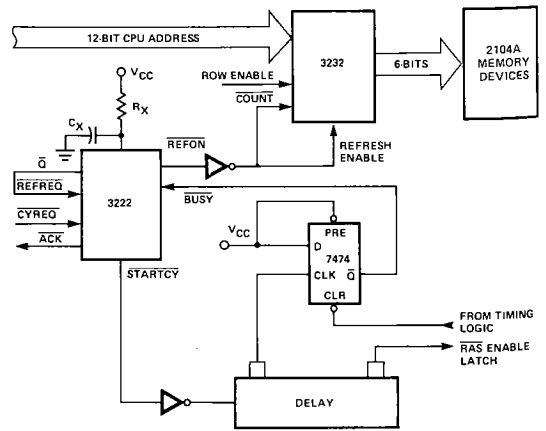 12-BIT CPU ADDRESS
3232
2104A
MEMORY
DEVICES
6-BITS
ROW ENABLE
COUNT
VCC
RX
CX
REFON
REFRESH
ENABLE
Q
REFREQ
CYREQ
ACK
3222
BUSY
VCC
PRE
D
7474
CLK
Q
CLR
STARTCY
FROM TIMING
LOGIC
RAS ENABLE
LATCH
DELAY